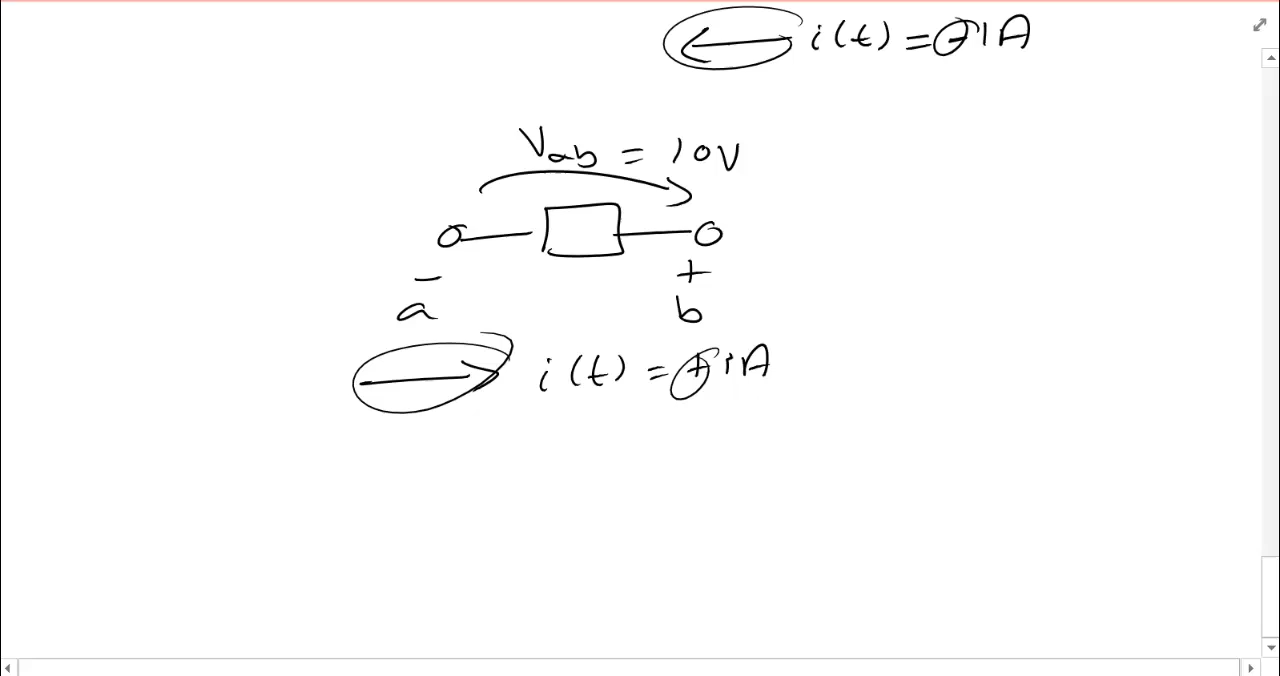 i(t) = -1A
Vab = 10V
- +
a b
i(t) = +1A